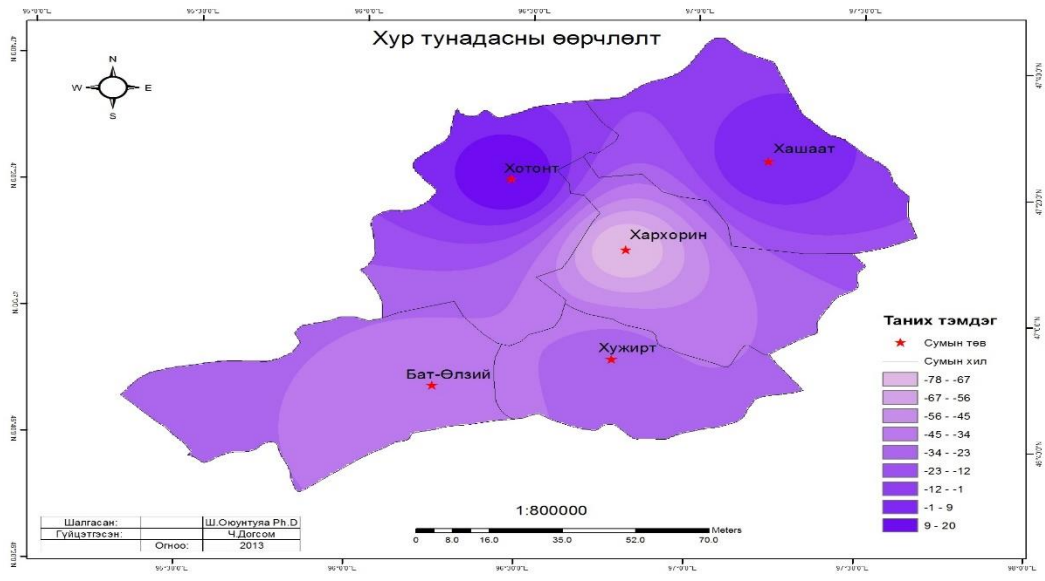 Хур тунадасны өөрчлөлт
N
W E
S
Хотонт
Хашаат
Хархорин
Хужирт
Бат-Өлзий
Таних тэмдэг
Сумын төв
Сумын хил
-78 - -67
-67 - -56
-56 - -45
-45 - -34
-34 - -23
-23 - -12
-12 - -1
-1 - 9
9 - 20
1:800000
Meters
0 8.0 16.0 35.0 52.0 70.0
Шалгасан: Ш.Оюунтуяа Ph.D
Гүйцэтгэсэн: Ч.Догсом
Огноо: 2013